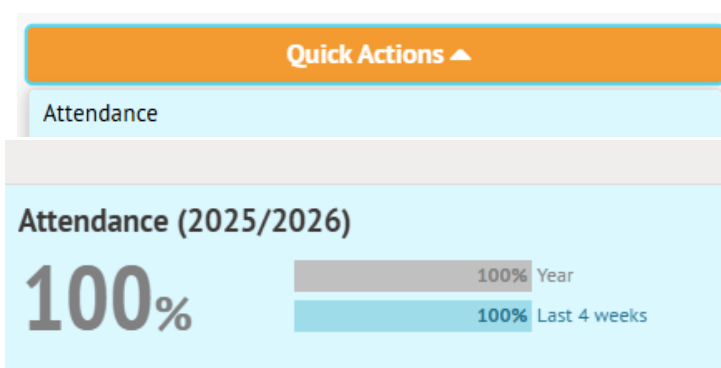 Quick Actions
Attendance
Attendance (2025/2026)
100%
100% Year
100% Last 4 weeks